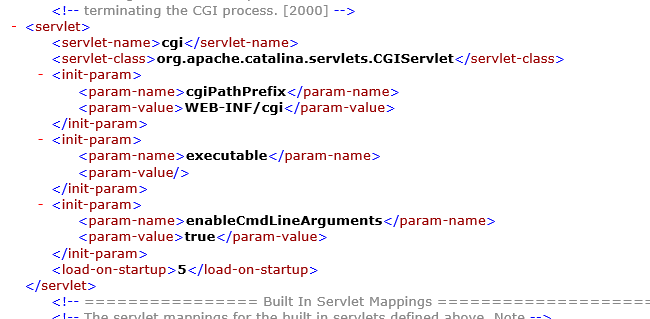 <!-- terminating the CGI process. [2000] -->
- <servlet>
<servlet-name>cgi</servlet-name>
<servlet-class>org.apache.catalina.servlets.CGIServlet</servlet-class>
- <init-param>
<param-name>cgiPathPrefix</param-name>
<param-value>WEB-INF/cgi</param-value>
</init-param>
- <init-param>
<param-name>executable</param-name>
<param-value/>
</init-param>
- <init-param>
<param-name>enableCmdLineArguments</param-name>
<param-value>true</param-value>
</init-param>
<load-on-startup>5</load-on-startup>
</servlet>
<!-- ================ Built In Servlet Mappings ====================
<!-- The servlet mappings for the built in servlets defined above. Note -->